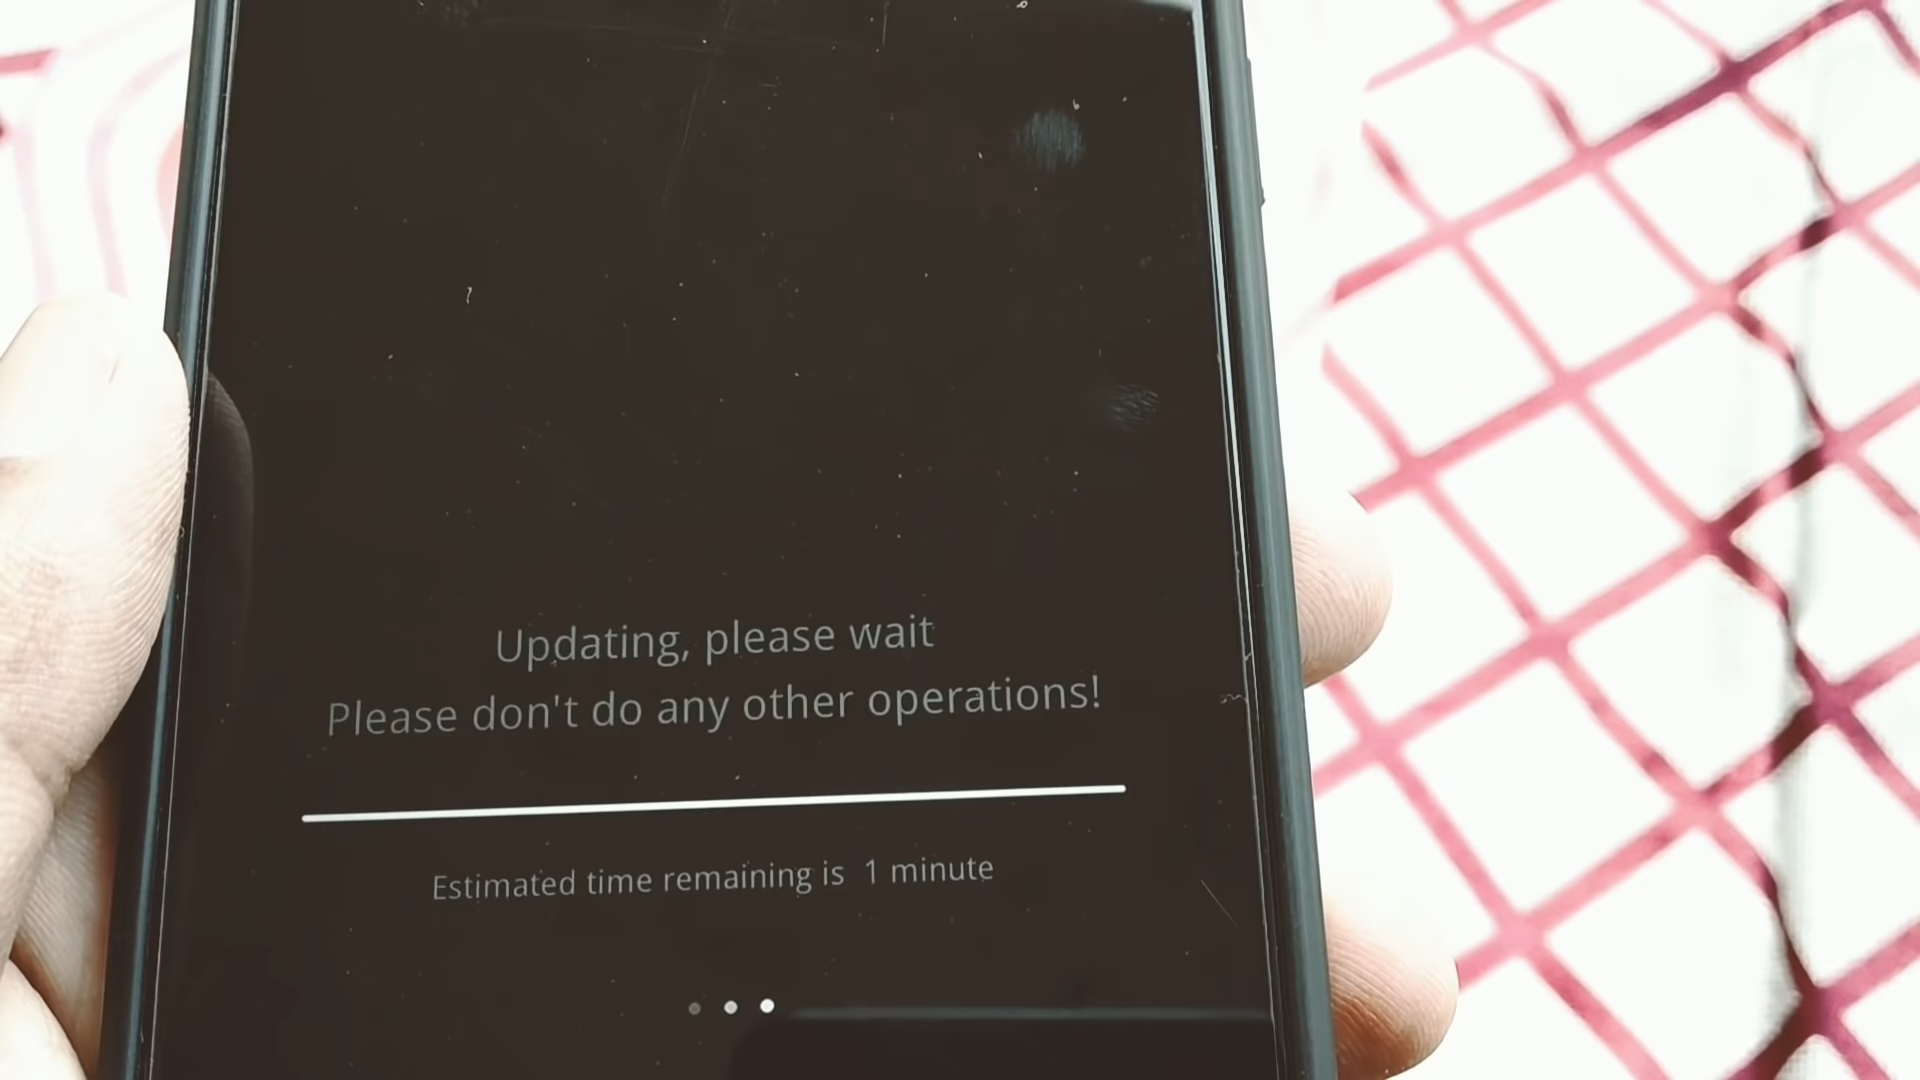 Updating, please wait
Please don't do any other operations!
Estimated time remaining is 1 minute